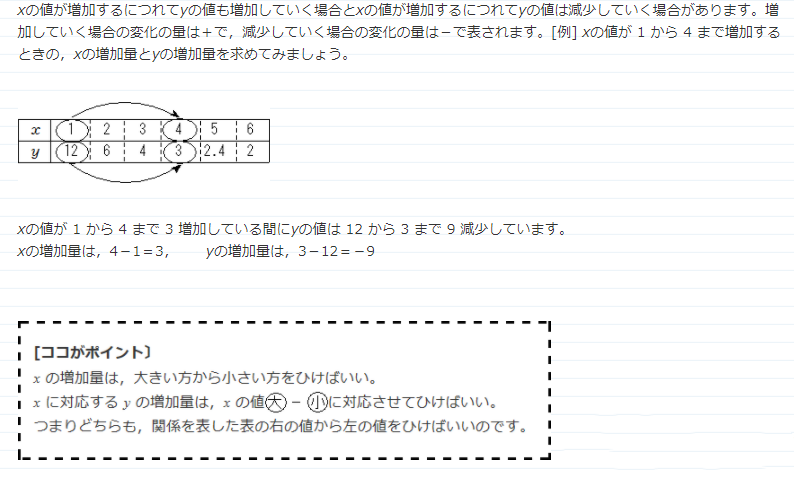 xの値が増加するにつれてyの値も増加していく場合とxの値が増加するにつれてyの値は減少していく場合があります。増
加していく場合の変化の量は＋で，減少していく場合の変化の量は－で表されます。[例] xの値が 1 から 4 まで増加する
ときの，xの増加量とyの増加量を求めてみましょう。
x 1 2 3 4 5 6
y 12 6 4 3 2.4 2
xの値が 1 から 4 まで 3 増加している間にyの値は 12 から 3 まで 9 減少しています。
xの増加量は，4－1＝3,　　yの増加量は，3－12＝－9
[ココがポイント〕
x の増加量は，大きい方から小さい方をひけばいい。
x に対応する y の増加量は，x の値㊛大 － 小に対応させてひけばいい。
つまりどちらも，関係を表した表の右の値から左の値をひけばいいのです。